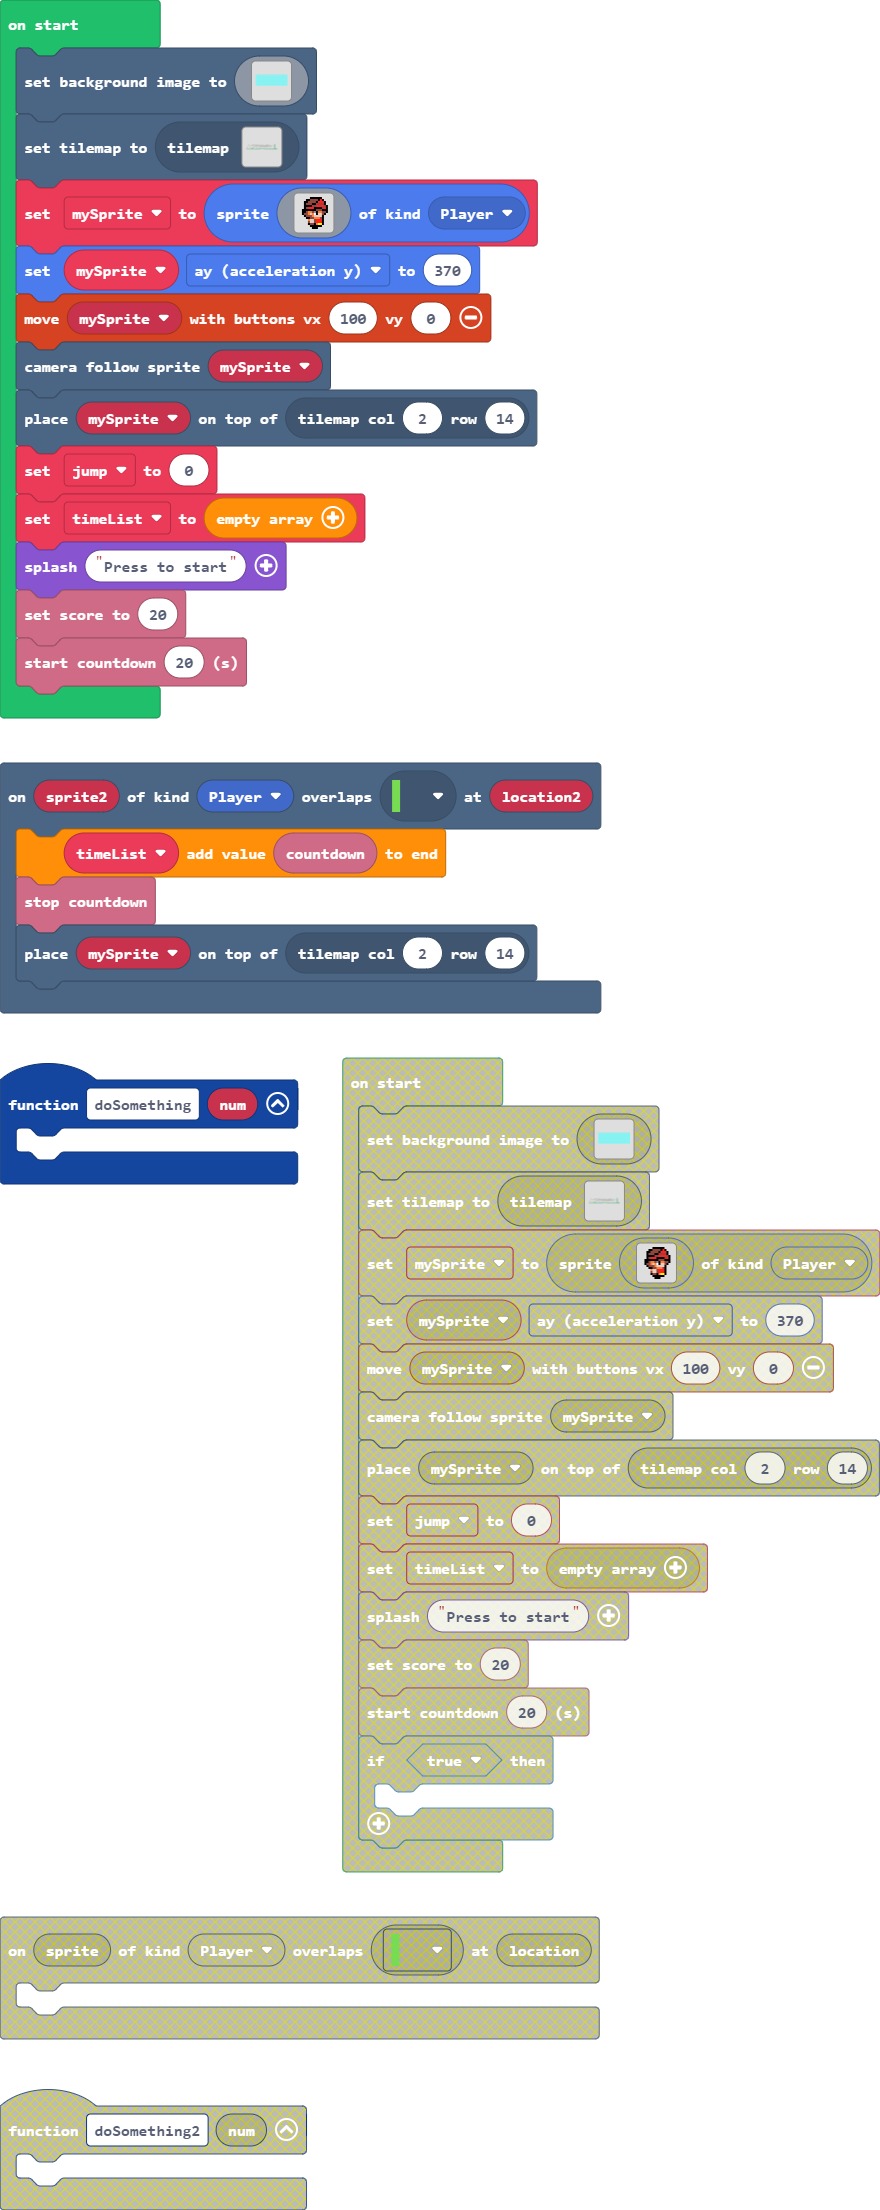 on start
set background image to
set tilemap to tilemap
set mySprite to sprite of kind Player
set mySprite ay (acceleration y) to 370
move mySprite with buttons vx 100 vy 0
camera follow sprite mySprite
place mySprite on top of tilemap col 2 row 14
set jump to 0
set timeList to empty array
splash "Press to start"
set score to 20
start countdown 20 (s)
on sprite2 of kind Player overlaps at location2
timeList add value countdown to end
stop countdown
place mySprite on top of tilemap col 2 row 14
function doSomething num
on start
set background image to
set tilemap to tilemap
set mySprite to sprite of kind Player
set mySprite ay (acceleration y) to 370
move mySprite with buttons vx 100 vy 0
camera follow sprite mySprite
place mySprite on top of tilemap col 2 row 14
set jump to 0
set timeList to empty array
splash "Press to start"
set score to 20
start countdown 20 (s)
if true then
on sprite of kind Player overlaps at location
function doSomething2 num